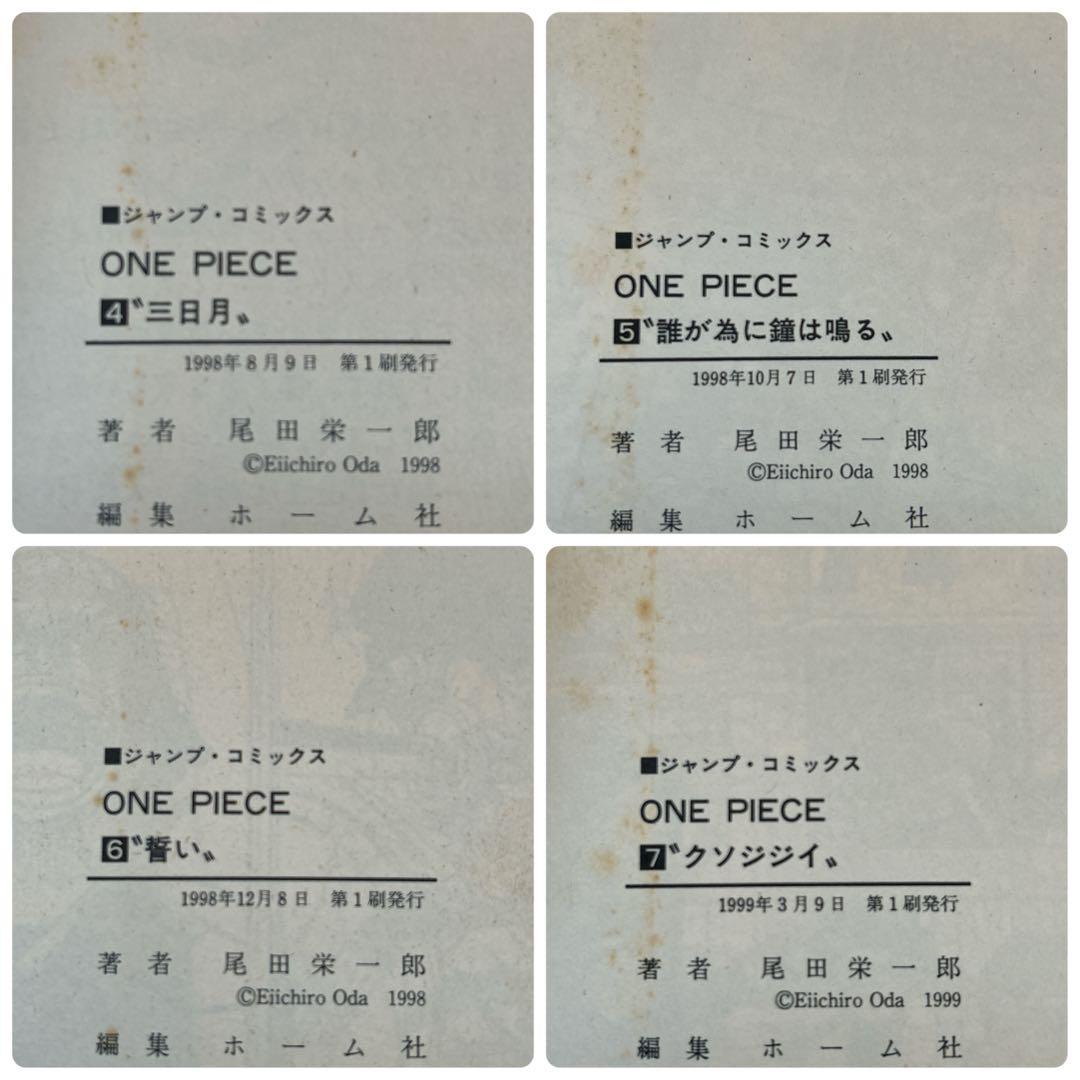 ■ジャンプ・コミックス
ONE PIECE
4〝三日月〟
1998年8月9日 第1刷発行
著者 尾田栄一郎
©Eiichiro Oda 1998
編集 ホーム社
■ジャンプ・コミックス
ONE PIECE
5〝誰が為に鐘は鳴る〟
1998年10月7日 第1刷発行
著者 尾田栄一郎
©Eiichiro Oda 1998
編集 ホーム社
■ジャンプ・コミックス
ONE PIECE
6〝誓い〟
1998年12月8日 第1刷発行
著者 尾田栄一郎
©Eiichiro Oda 1998
編集 ホーム社
■ジャンプ・コミックス
ONE PIECE
7〝クソジジイ〟
1999年3月9日 第1刷発行
著者 尾田栄一郎
©Eiichiro Oda 1999
編集 ホーム社